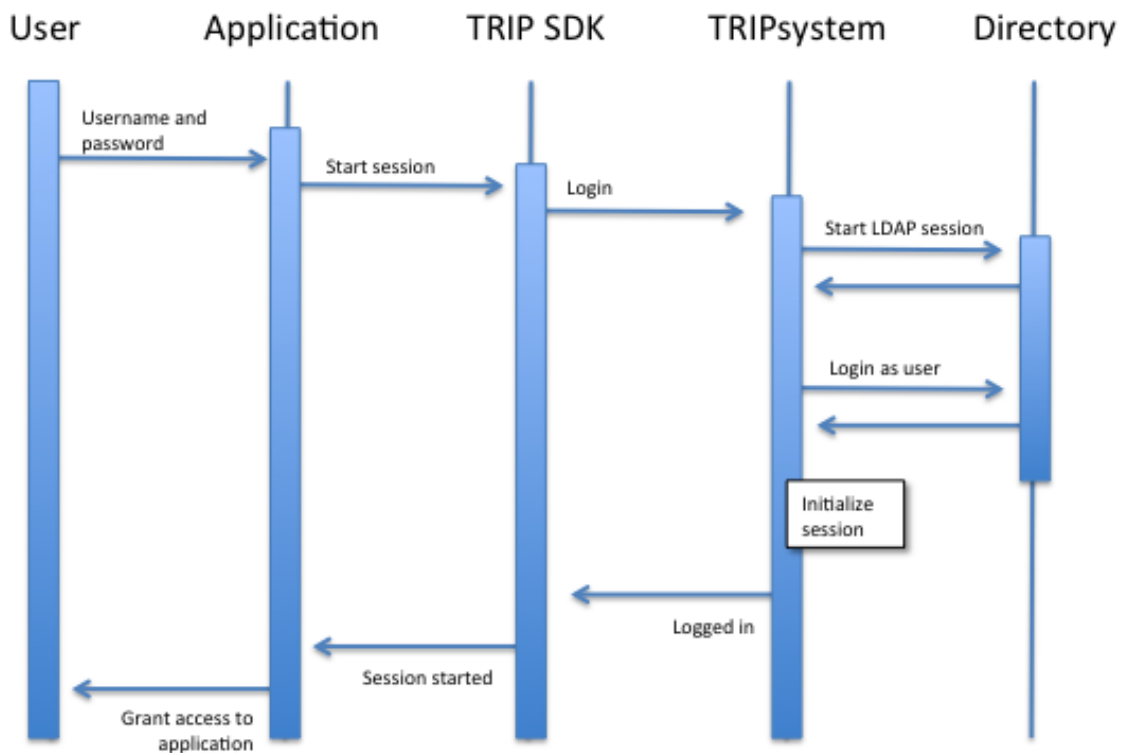 User Application TRIP SDK TRIPsystem Directory
Username and
password
Start session
Login
Start LDAP session
Login as user
Initialize
session
Logged in
Session started
Grant access to
application